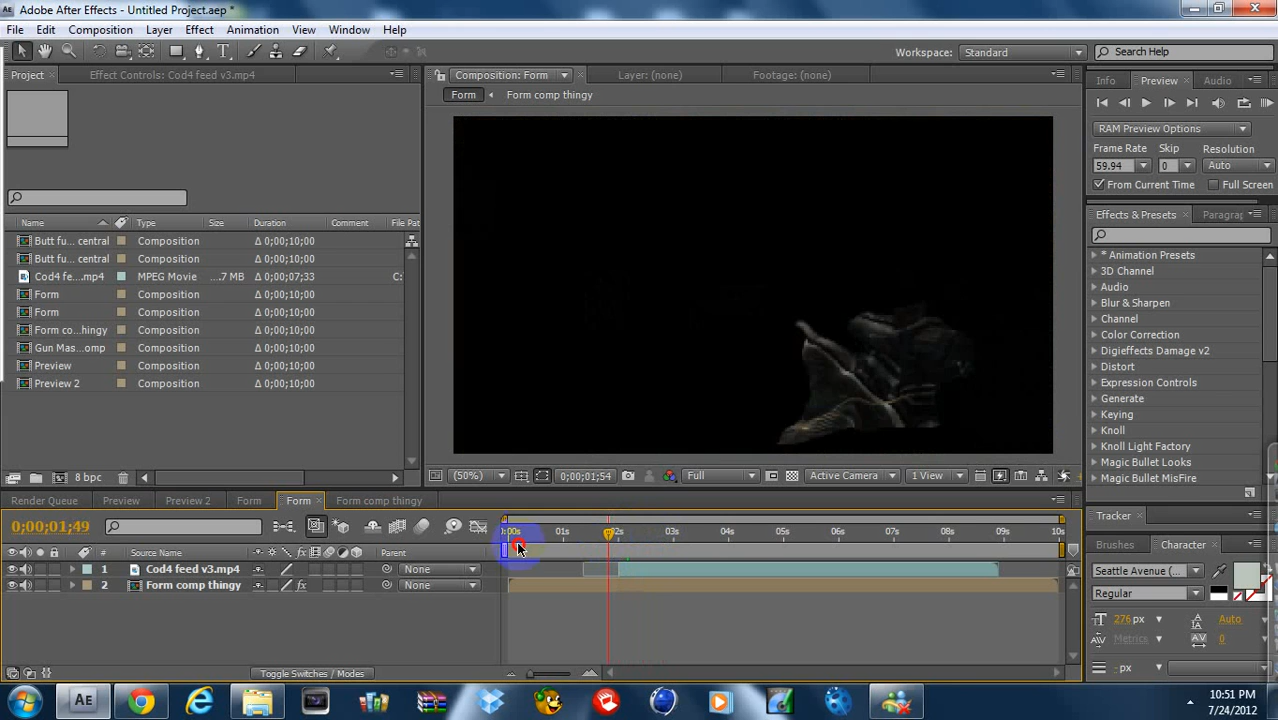 Adobe After Effects - Untitled Project.aep *
File Edit Composition Layer Effect Animation View Window Help
Workspace: Standard Search Help
Project Effect Controls: Cod4 feed v3.mp4
Composition: Form Layer: (none) Footage: (none)
Info Preview Audio
Form Form comp thingy
RAM Preview Options
Frame Rate Skip Resolution
59.94 0 Auto
From Current Time Full Screen
Effects & Presets Paragra
Name Type Size Duration Comment File Pat
Butt fu... central Composition Δ 0;00;10;00
Butt fu... central Composition Δ 0;00;10;00
Cod4 fe....mp4 MPEG Movie ...7 MB Δ 0;00;07;33 C:
Form Composition Δ 0;00;10;00
Form Composition Δ 0;00;10;00
Form co...hingy Composition Δ 0;00;10;00
Gun Mas...omp Composition Δ 0;00;10;00
Preview Composition Δ 0;00;10;00
Preview 2 Composition Δ 0;00;10;00
* Animation Presets
3D Channel
Audio
Blur & Sharpen
Channel
Color Correction
Digieffects Damage v2
Distort
Expression Controls
Generate
Keying
Knoll
Knoll Light Factory
Magic Bullet Looks
Magic Bullet MisFire
8 bpc
(50%) 0;00;01;54 Full Active Camera 1 View
Render Queue Preview Preview 2 Form Form Form comp thingy
Tracker
0;00;01;49
:00s 01s 2s 03s 04s 05s 06s 07s 08s 09s 10s
# Source Name Parent
1 Cod4 feed v3.mp4 None
2 Form comp thingy None
Toggle Switches / Modes
Brushes Character
Seattle Avenue (...
Regular
276 px Auto
Metrics 0
- px
10:51 PM
7/24/2012